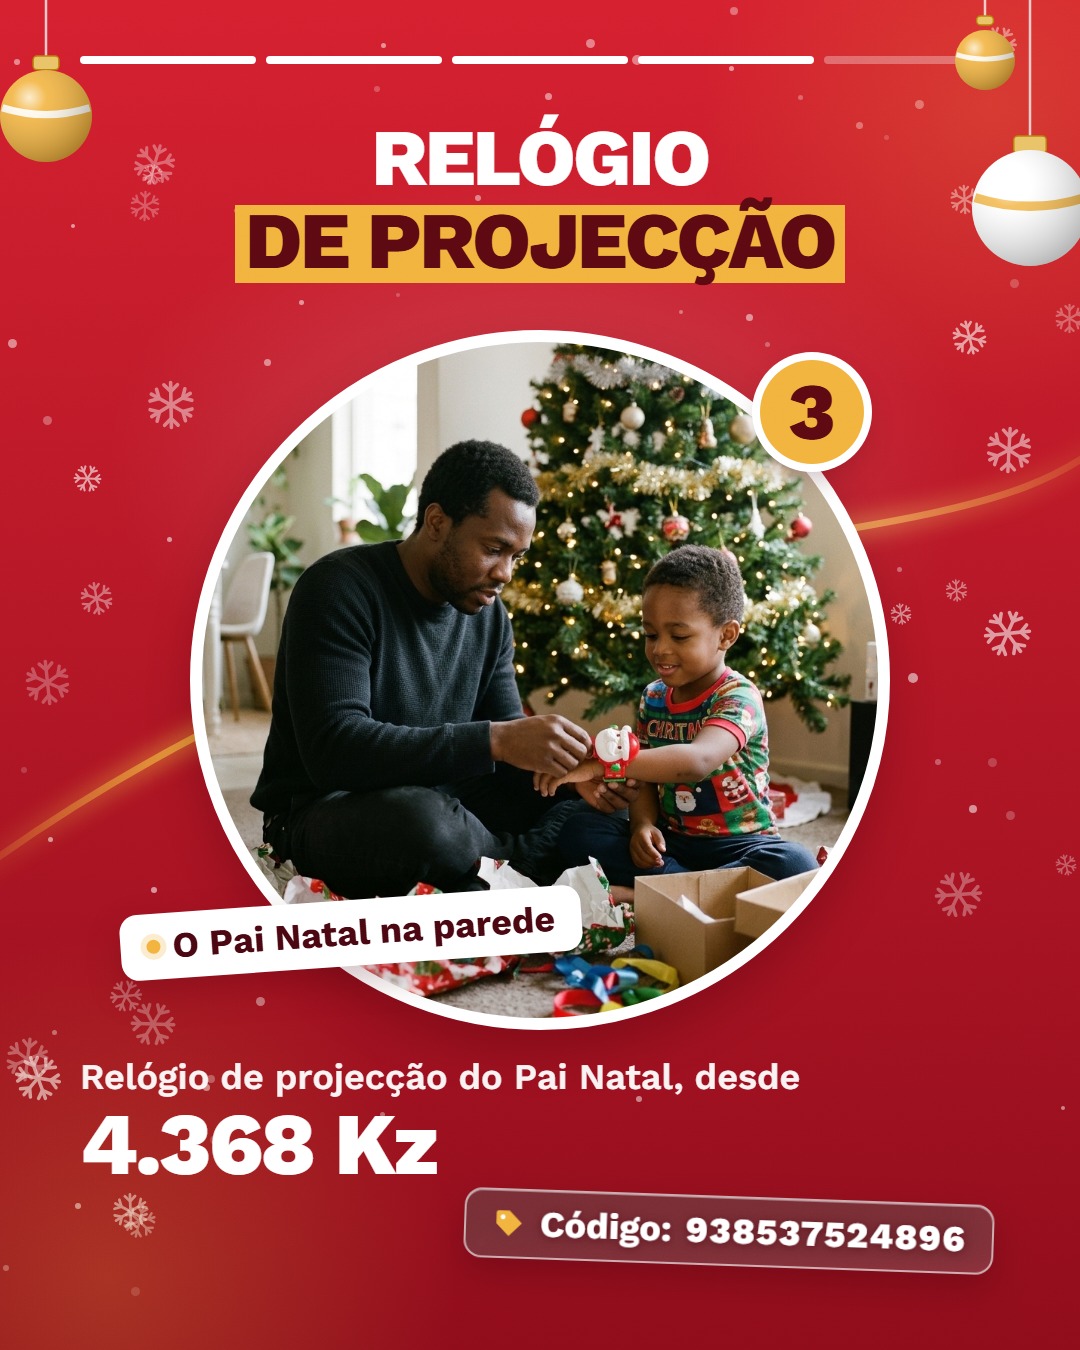 RELÓGIO
DE PROJECÇÃO
3
O Pai Natal na parede
Relógio de projecção do Pai Natal, desde
4.368 Kz
Código: 938537524896